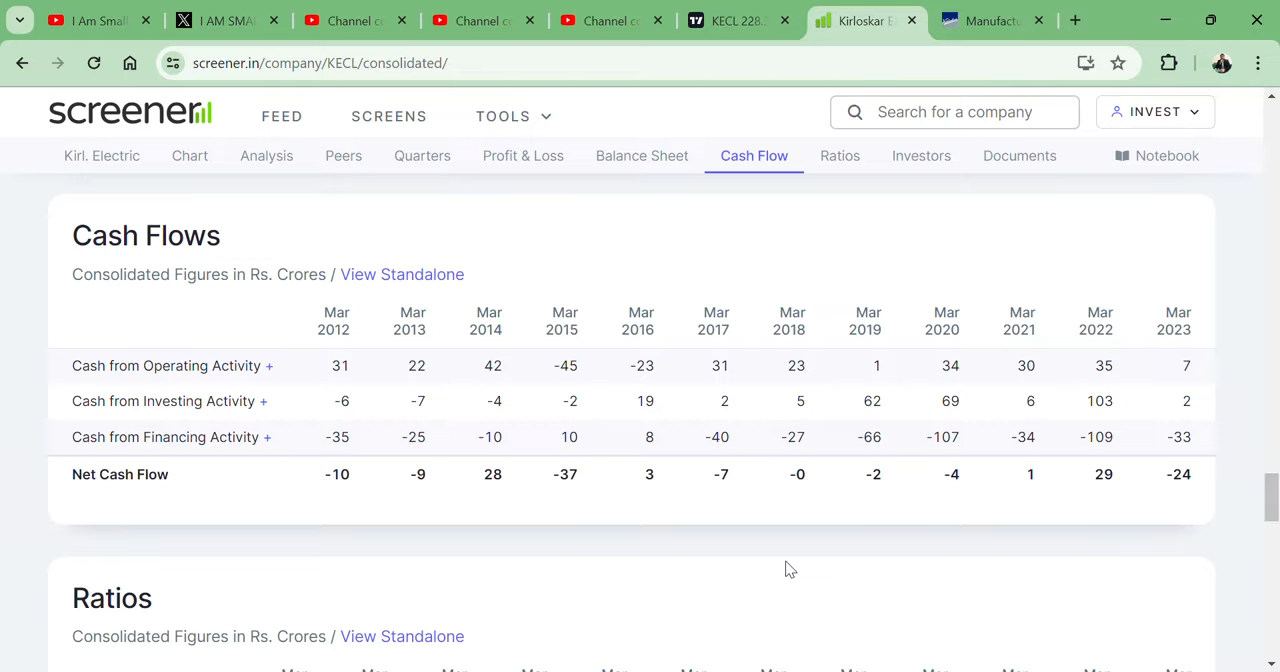 I Am Small
I AM SMA
Channel co
Channel co
Channel co
KECL 228.
Kirloskar E
Manufactu
screener.in/company/KECL/consolidated/
screener
FEED
SCREENS
TOOLS
Search for a company
INVEST
Kirl. Electric
Chart
Analysis
Peers
Quarters
Profit & Loss
Balance Sheet
Cash Flow
Ratios
Investors
Documents
Notebook
Cash Flows
Consolidated Figures in Rs. Crores / View Standalone
Mar 2012 Mar 2013 Mar 2014 Mar 2015 Mar 2016 Mar 2017 Mar 2018 Mar 2019 Mar 2020 Mar 2021 Mar 2022 Mar 2023
Cash from Operating Activity + 31 22 42 -45 -23 31 23 1 34 30 35 7
Cash from Investing Activity + -6 -7 -4 -2 19 2 5 62 69 6 103 2
Cash from Financing Activity + -35 -25 -10 10 8 -40 -27 -66 -107 -34 -109 -33
Net Cash Flow -10 -9 28 -37 3 -7 -0 -2 -4 1 29 -24
Ratios
Consolidated Figures in Rs. Crores / View Standalone